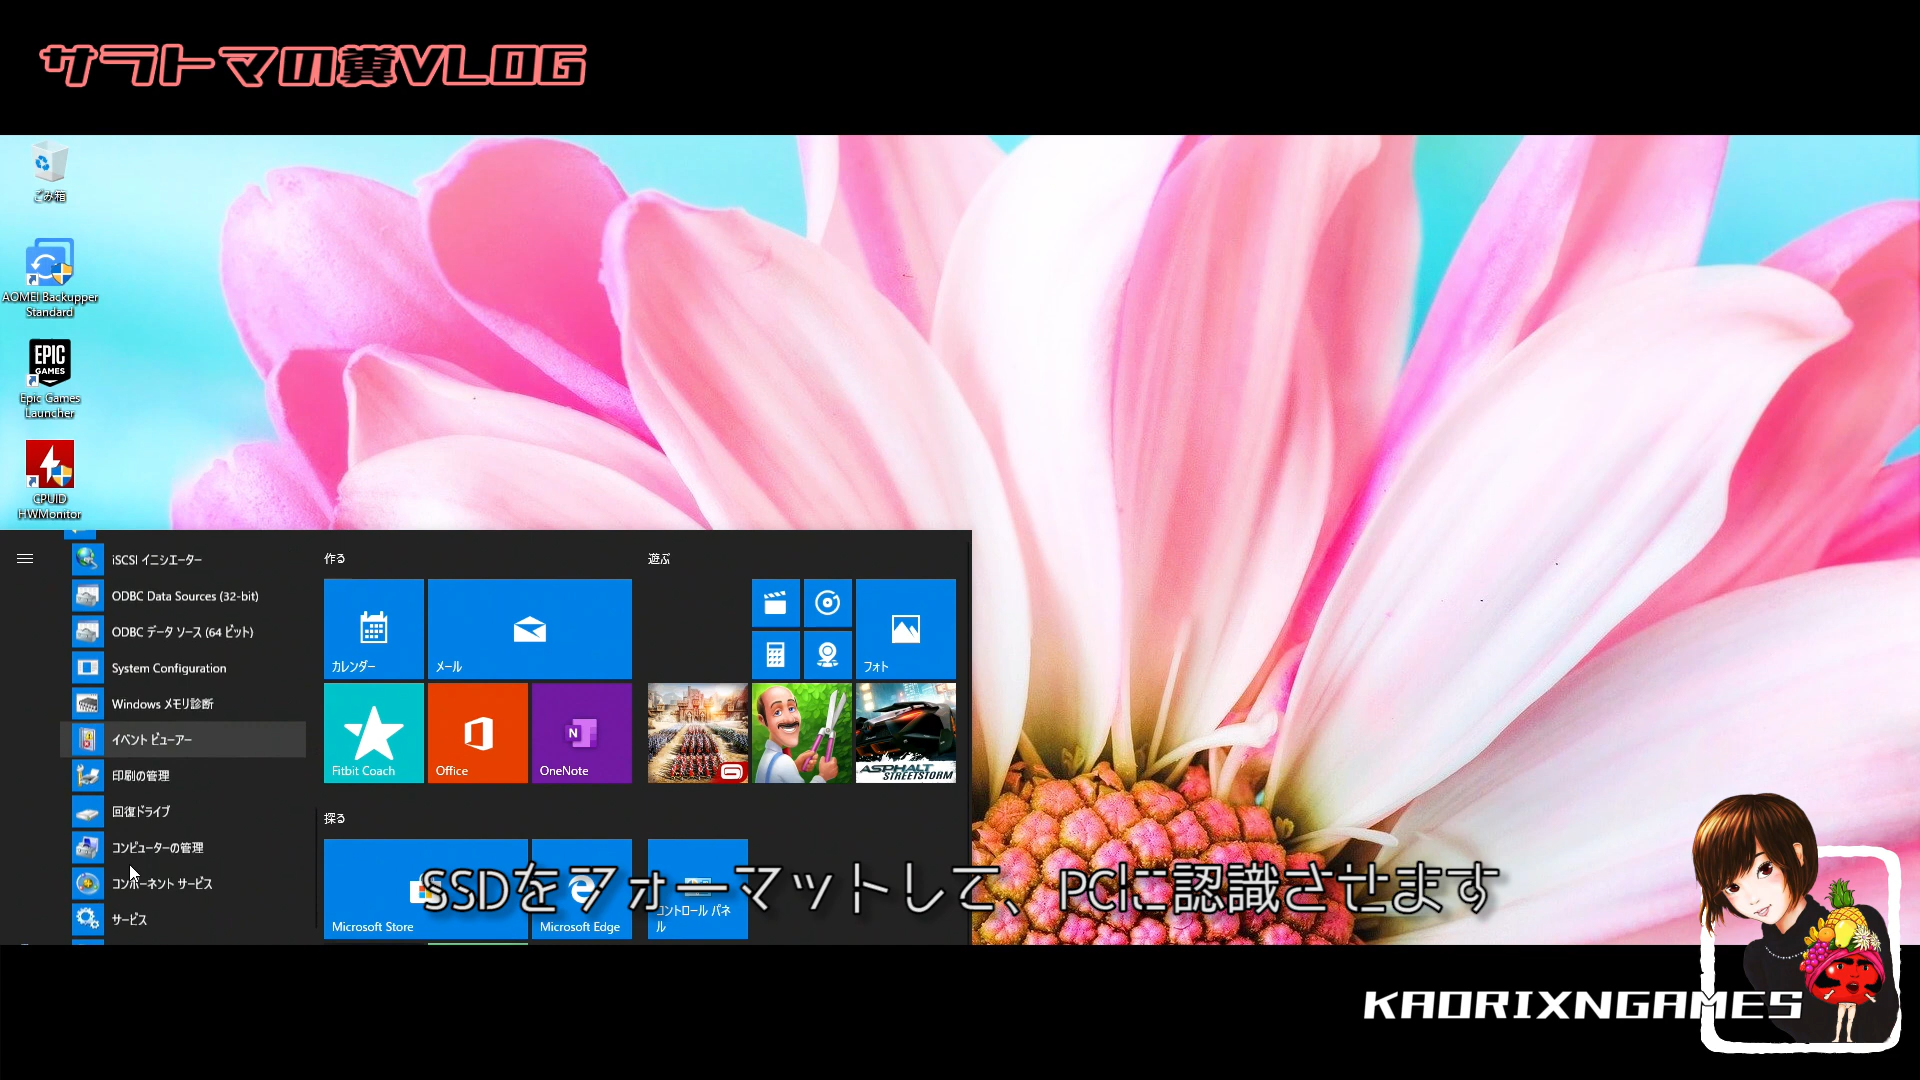 サラトマの糞VLOG
ごみ箱
AOMEI Backupper
Standard
EPIC
GAMES
Epic Games
Launcher
CPUID
HWMonitor
iSCSI イニシエーター
ODBC Data Sources (32-bit)
ODBC データ ソース (64 ビット)
System Configuration
Windows メモリ診断
イベント ビューアー
印刷の管理
回復ドライブ
コンピューターの管理
コンポーネント サービス
サービス
作る
カレンダー
メール
Fitbit Coach
Office
N
OneNote
探る
Microsoft Store
Microsoft Edge
遊ぶ
フォト
ASPHALT
STREETSTORM
コントロール パネ
ル
SSDをフォーマットして、PCに認識させます
KAORIXNGAMES